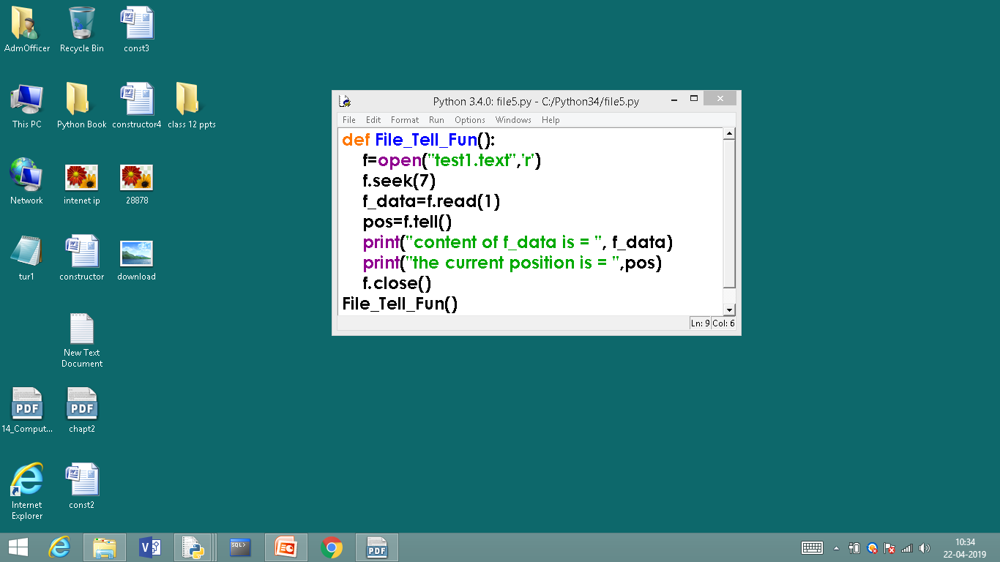 AdmOfficer
Recycle Bin
const3
This PC
Python Book
constructor4
class 12 ppts
Network
intenet ip
28878
tur1
constructor
download
New Text
Document
PDF
14_Comput...
PDF
chapt2
Internet
Explorer
const2
Python 3.4.0: file5.py - C:/Python34/file5.py
File Edit Format Run Options Windows Help
def File_Tell_Fun():
    f=open("test1.text",'r')
    f.seek(7)
    f_data=f.read(1)
    pos=f.tell()
    print("content of f_data is = ", f_data)
    print("the current position is = ",pos)
    f.close()
File_Tell_Fun()
Ln: 9 Col: 6
SQL>
PDF
10:34
22-04-2019